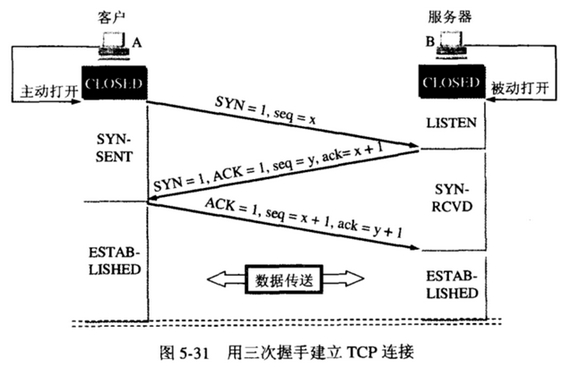 客户
服务器
A
B
主动打开
CLOSED
CLOSED
被动打开
SYN = 1, seq = x
LISTEN
SYN-
SENT
SYN = 1, ACK = 1, seq = y, ack= x + 1
SYN-
RCVD
ACK = 1, seq = x + 1, ack = y + 1
ESTAB-
LISHED
数据传送
ESTAB-
LISHED
图 5-31 用三次握手建立 TCP 连接